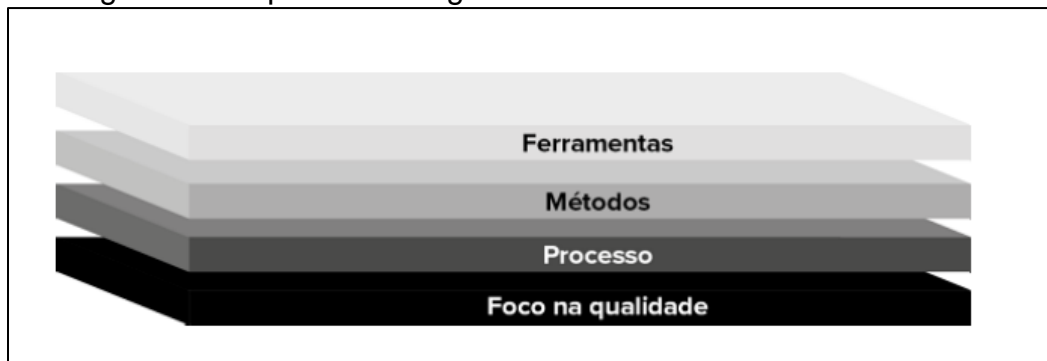 Ferramentas
Métodos
Processo
Foco na qualidade